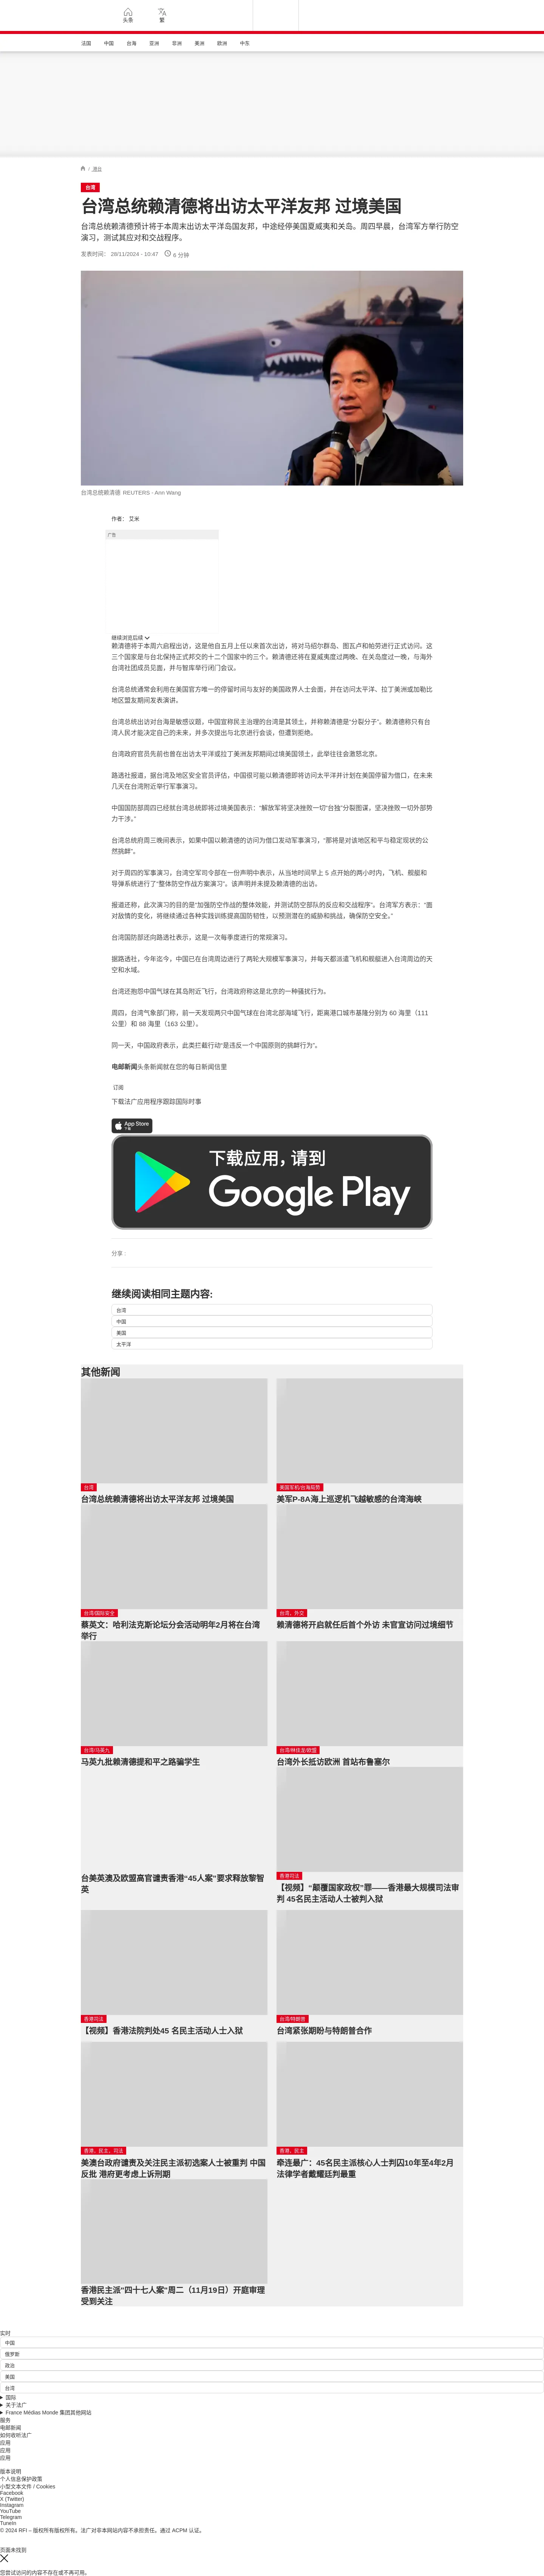 头条
繁
法国 中国 台海 亚洲 非洲 美洲 欧洲 中东
/ 港台
台湾
台湾总统赖清德将出访太平洋友邦 过境美国
台湾总统赖清德预计将于本周末出访太平洋岛国友邦，中途经停美国夏威夷和关岛。周四早晨，台湾军方举行防空
演习，测试其应对和交战程序。
发表时间： 28/11/2024 - 10:47 6 分钟
台湾总统赖清德 REUTERS - Ann Wang
作者： 艾米
广告
继续浏览后续
赖清德将于本周六启程出访，这是他自五月上任以来首次出访，将对马绍尔群岛、图瓦卢和帕劳进行正式访问。这
三个国家是与台北保持正式邦交的十二个国家中的三个。赖清德还将在夏威夷度过两晚、在关岛度过一晚，与海外
台湾社团成员见面，并与智库举行闭门会议。
台湾总统通常会利用在美国官方唯一的停留时间与友好的美国政界人士会面，并在访问太平洋、拉丁美洲或加勒比
地区盟友期间发表演讲。
台湾总统出访对台海是敏感议题，中国宣称民主治理的台湾是其领土，并称赖清德是“分裂分子”。赖清德称只有台
湾人民才能决定自己的未来，并多次提出与北京进行会谈，但遭到拒绝。
台湾政府官员先前也曾在出访太平洋或拉丁美洲友邦期间过境美国领土，此举往往会激怒北京。
路透社报道，据台湾及地区安全官员评估，中国很可能以赖清德即将访问太平洋并计划在美国停留为借口，在未来
几天在台湾附近举行军事演习。
中国国防部周四已经就台湾总统即将过境美国表示：“解放军将坚决挫败一切“台独”分裂图谋，坚决挫败一切外部势
力干涉。”
台湾总统府周三晚间表示，如果中国以赖清德的访问为借口发动军事演习，“那将是对该地区和平与稳定现状的公
然挑衅”。
对于周四的军事演习，台湾空军司令部在一份声明中表示，从当地时间早上 5 点开始的两小时内，飞机、舰艇和
导弹系统进行了“整体防空作战方案演习”。该声明并未提及赖清德的出访。
报道还称，此次演习的目的是“加强防空作战的整体效能，并测试防空部队的反应和交战程序”。台湾军方表示：“面
对敌情的变化，将继续通过各种实践训练提高国防韧性，以预测潜在的威胁和挑战，确保防空安全。”
台湾国防部还向路透社表示，这是一次每季度进行的常规演习。
据路透社，今年迄今，中国已在台湾周边进行了两轮大规模军事演习，并每天都派遣飞机和舰艇进入台湾周边的天
空和水域。
台湾还抱怨中国气球在其岛附近飞行，台湾政府称这是北京的一种骚扰行为。
周四，台湾气象部门称，前一天发现两只中国气球在台湾北部海域飞行，距离港口城市基隆分别为 60 海里（111
公里）和 88 海里（163 公里）。
同一天，中国政府表示，此类拦截行动“是违反一个中国原则的挑衅行为”。
电邮新闻头条新闻就在您的每日新闻信里
订阅
下载法广应用程序跟踪国际时事
App Store
下载
下载应用，请到
Google Play
分享 :
继续阅读相同主题内容:
台湾
中国
美国
太平洋
其他新闻
台湾
台湾总统赖清德将出访太平洋友邦 过境美国
美国军机/台海局势
美军P-8A海上巡逻机飞越敏感的台湾海峡
台湾/国际安全
蔡英文：哈利法克斯论坛分会活动明年2月将在台湾
举行
台湾，外交
赖清德将开启就任后首个外访 未官宣访问过境细节
台湾/马英九
马英九批赖清德提和平之路骗学生
台湾/林佳龙/欧盟
台湾外长抵访欧洲 首站布鲁塞尔
台美英澳及欧盟高官谴责香港“45人案”要求释放黎智
英
香港司法
【视频】“颠覆国家政权”罪——香港最大规模司法审
判 45名民主活动人士被判入狱
香港司法
【视频】香港法院判处45 名民主活动人士入狱
台湾/特朗普
台湾紧张期盼与特朗普合作
香港，民主，司法
美澳台政府谴责及关注民主派初选案人士被重判 中国
反批 港府更考虑上诉刑期
香港，民主
牵连最广：45名民主派核心人士判囚10年至4年2月
法律学者戴耀廷判最重
香港民主派"四十七人案"周二（11月19日）开庭审理
受到关注
实时
中国
俄罗斯
政治
美国
台湾
国际
关于法广
France Médias Monde 集团其他网站
服务
电邮新闻
如何收听法广
应用
应用
应用
版本说明
个人信息保护政策
小型文本文件 / Cookies
Facebook
X (Twitter)
Instagram
YouTube
Telegram
TuneIn
© 2024 RFI – 版权所有版权所有。法广对非本网站内容不承担责任。通过 ACPM 认证。
页面未找到
您尝试访问的内容不存在或不再可用。